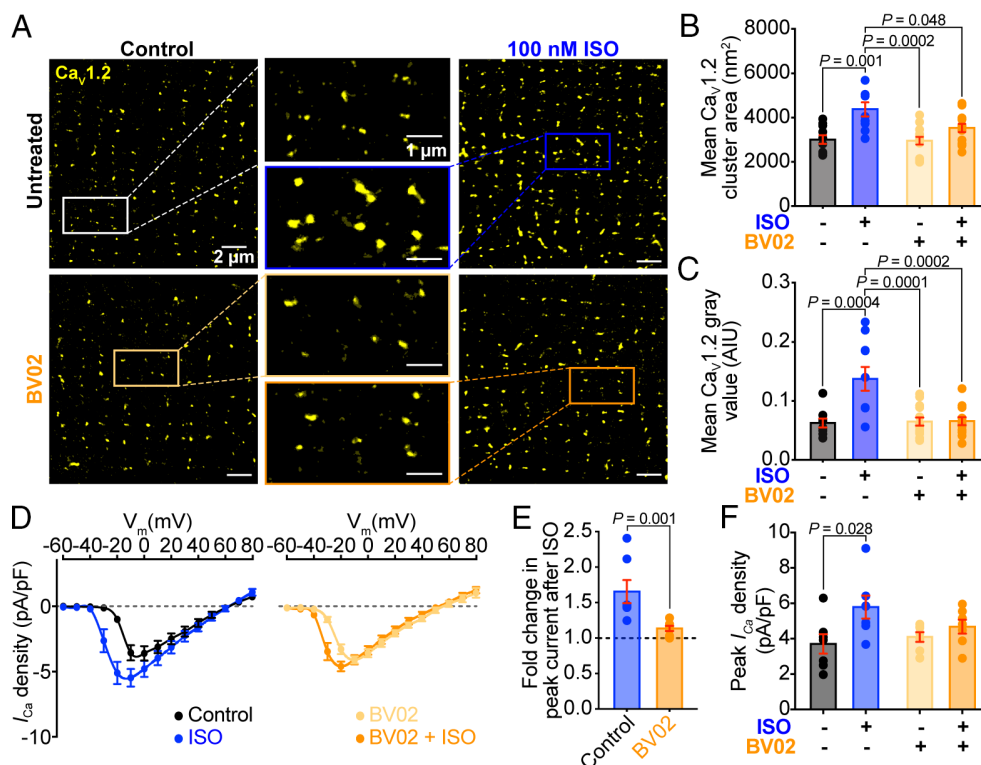 A
Control
100 nM ISO
Untreated
BV02
CaV1.2
1 µm
2 µm
B
Mean CaV1.2
cluster area (nm²)
8000
6000
4000
2000
0
P = 0.048
P = 0.0002
P = 0.001
ISO - + - +
BV02 - - + +
C
Mean CaV1.2 gray
value (AiU)
0.3
0.2
0.1
0.0
P = 0.0002
P = 0.0001
P = 0.0004
ISO - + - +
BV02 - - + +
D
Vm(mV)
-60 -40 -20 0 20 40 60 80
Vm(mV)
-60 -40 -20 0 20 40 60 80
ICa density (pA/pF)
0
-5
-10
Control
ISO
BV02
BV02 + ISO
E
Fold change in
peak current after ISO
2.5
2.0
1.5
1.0
0.5
0
P = 0.001
Control
BV02
F
Peak ICa density
(pA/pF)
10
8
6
4
2
0
P = 0.028
ISO - + - +
BV02 - - + +